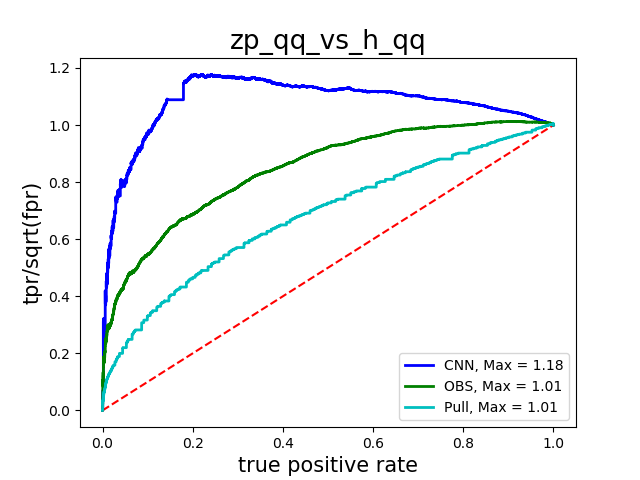 zp_qq_vs_h_qq
tpr/sqrt(fpr)
1.2
1.0
0.8
0.6
0.4
0.2
0.0
CNN, Max = 1.18
OBS, Max = 1.01
Pull, Max = 1.01
0.0 0.2 0.4 0.6 0.8 1.0
true positive rate